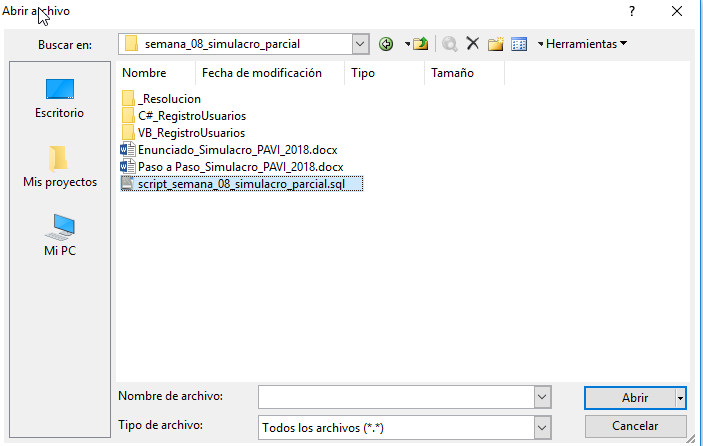 Abrir archivo
Buscar en: semana_08_simulacro_parcial Herramientas
Nombre Fecha de modificación Tipo Tamaño
_Resolucion
C#_RegistroUsuarios
VB_RegistroUsuarios
Enunciado_Simulacro_PAVI_2018.docx
Paso a Paso_Simulacro_PAVI_2018.docx
script_semana_08_simulacro_parcial.sql
Escritorio
Mis proyectos
Mi PC
Nombre de archivo: Abrir
Tipo de archivo: Todos los archivos (*.*) Cancelar